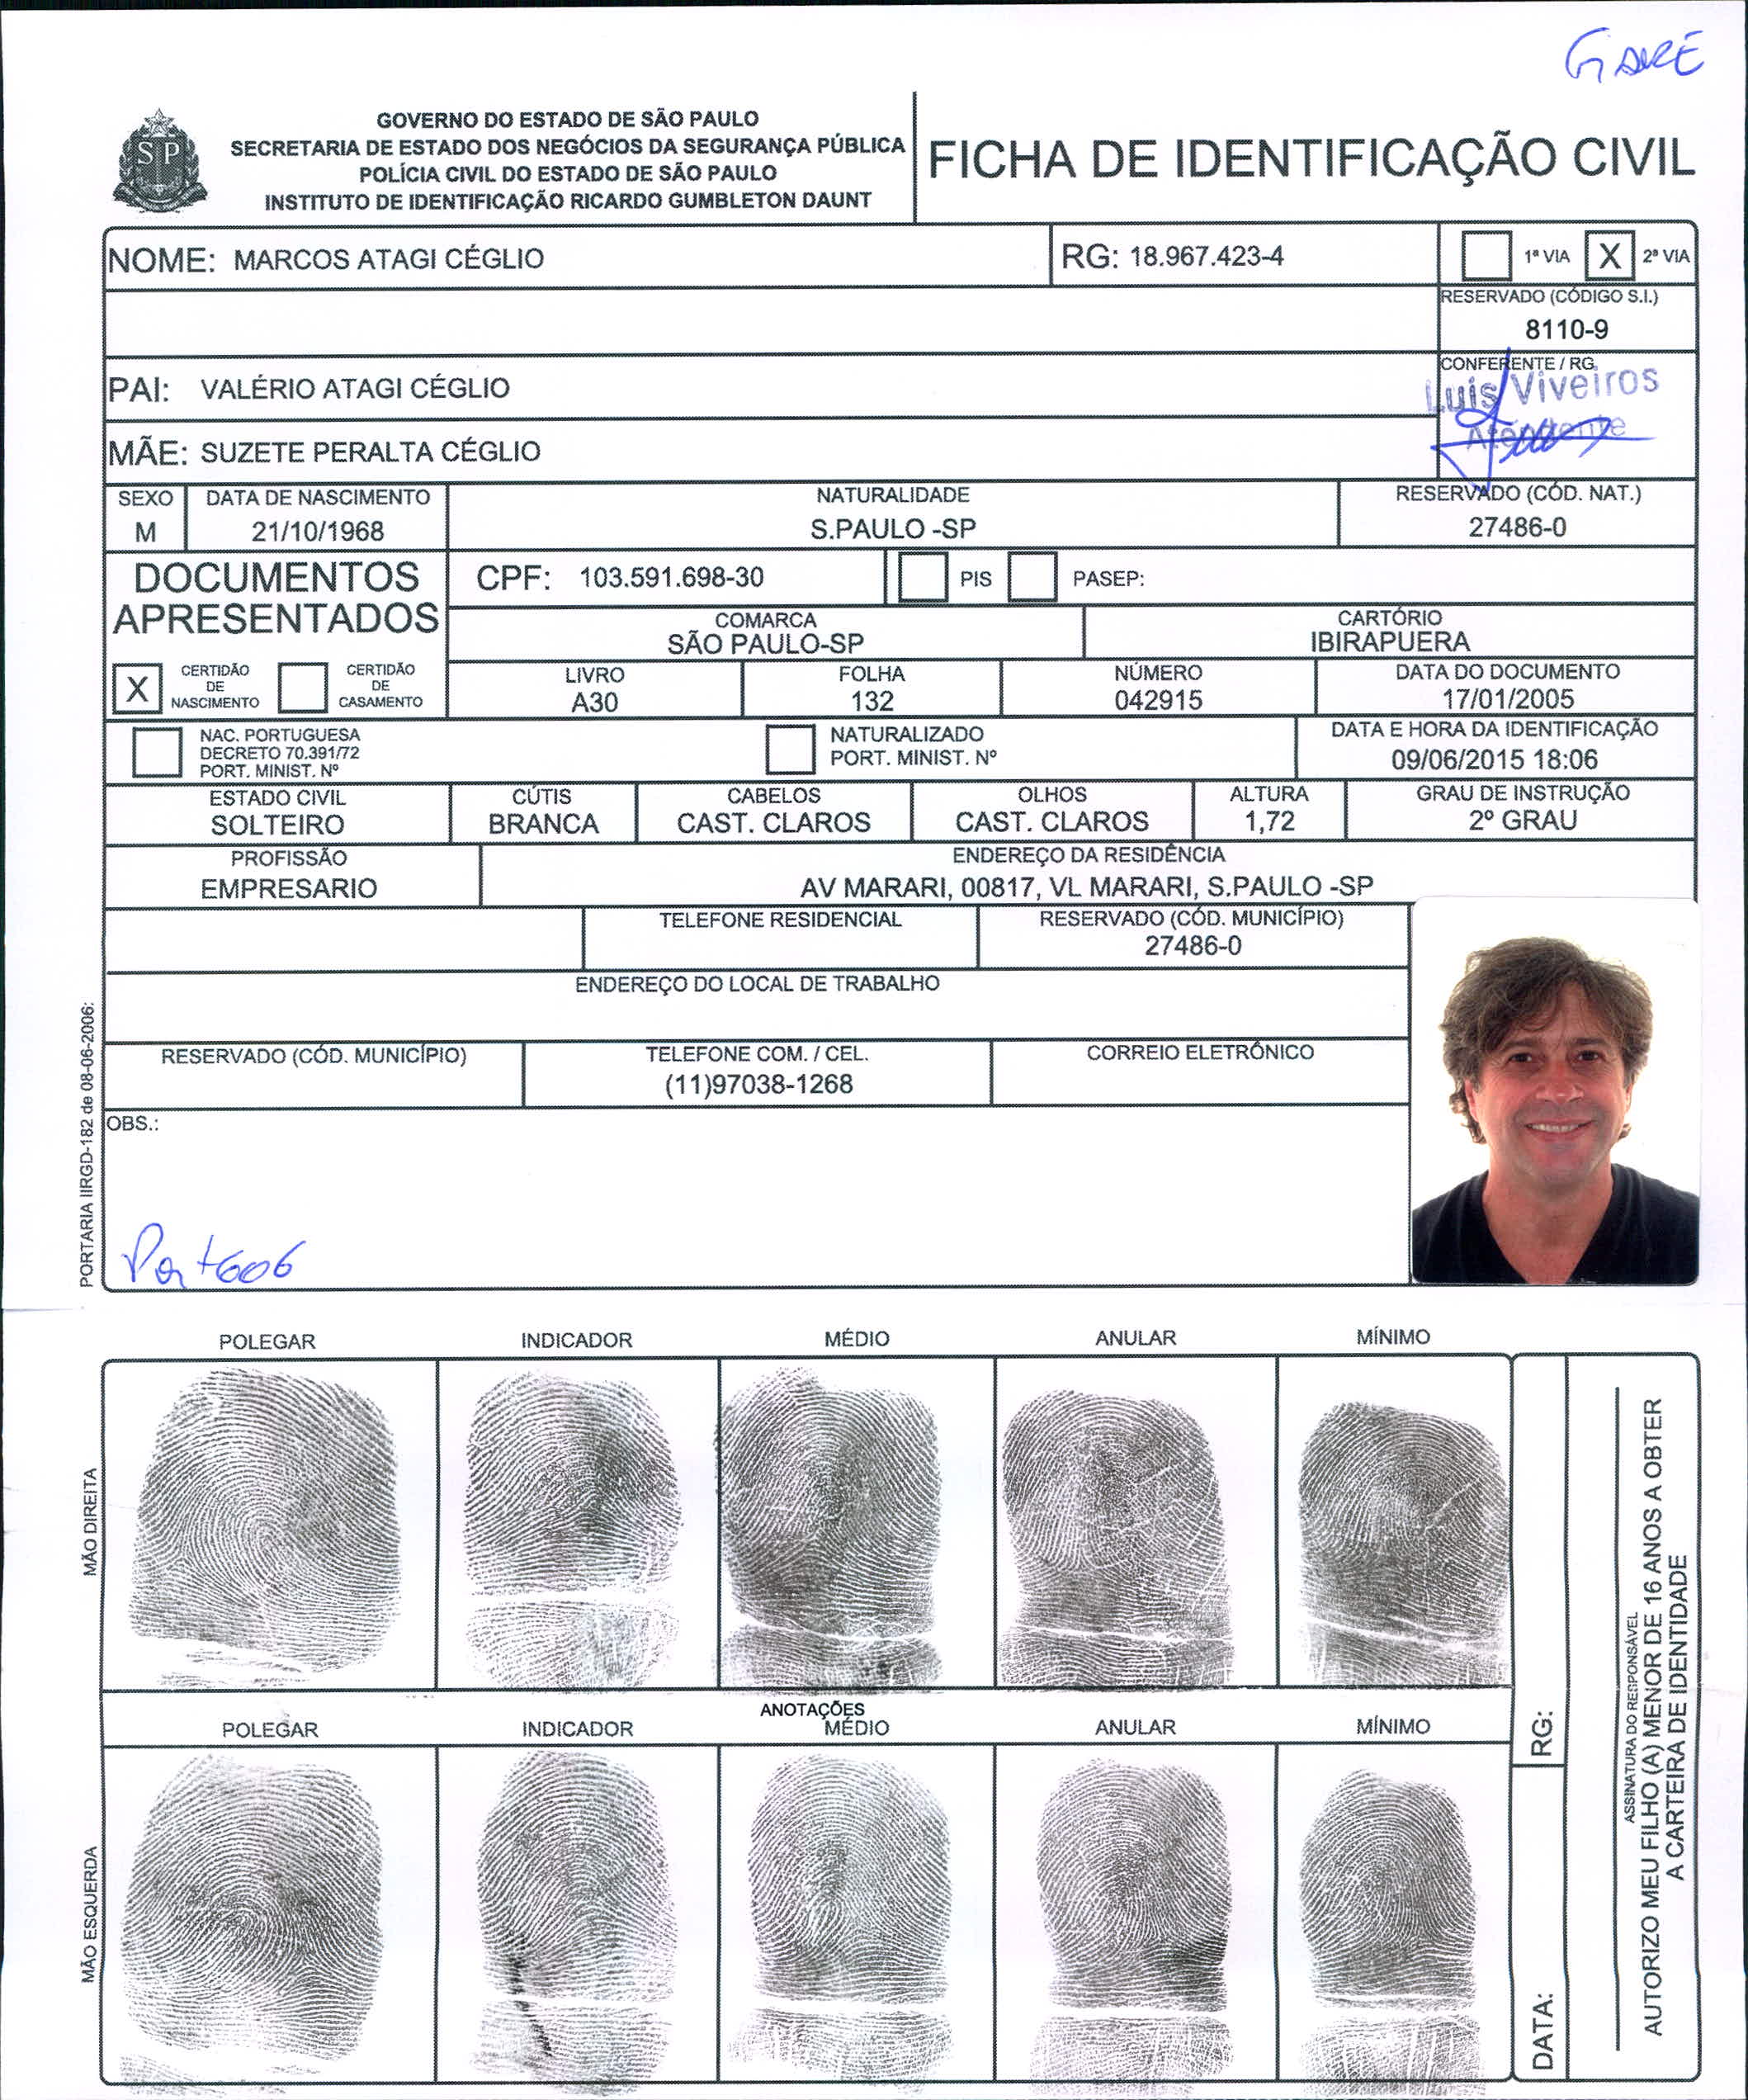 GARE
SP
GOVERNO DO ESTADO DE SÃO PAULO
SECRETARIA DE ESTADO DOS NEGÓCIOS DA SEGURANÇA PÚBLICA
POLÍCIA CIVIL DO ESTADO DE SÃO PAULO
INSTITUTO DE IDENTIFICAÇÃO RICARDO GUMBLETON DAUNT
FICHA DE IDENTIFICAÇÃO CIVIL
NOME: MARCOS ATAGI CÉGLIO
RG: 18.967.423-4
1ª VIA X 2ª VIA
RESERVADO (CÓDIGO S.I.)
8110-9
PAI: VALÉRIO ATAGI CÉGLIO
CONFERENTE / RG
Luis Viveiros
Atendente
MÃE: SUZETE PERALTA CÉGLIO
SEXO
M
DATA DE NASCIMENTO
21/10/1968
NATURALIDADE
S.PAULO -SP
RESERVADO (CÓD. NAT.)
27486-0
DOCUMENTOS
APRESENTADOS
CPF: 103.591.698-30
PIS
PASEP:
COMARCA
SÃO PAULO-SP
CARTÓRIO
IBIRAPUERA
X
CERTIDÃO
DE
NASCIMENTO
CERTIDÃO
DE
CASAMENTO
LIVRO
A30
FOLHA
132
NÚMERO
042915
DATA DO DOCUMENTO
17/01/2005
NAC. PORTUGUESA
DECRETO 70.391/72
PORT. MINIST. Nº
NATURALIZADO
PORT. MINIST. Nº
DATA E HORA DA IDENTIFICAÇÃO
09/06/2015 18:06
ESTADO CIVIL
SOLTEIRO
CÚTIS
BRANCA
CABELOS
CAST. CLAROS
OLHOS
CAST. CLAROS
ALTURA
1,72
GRAU DE INSTRUÇÃO
2º GRAU
PROFISSÃO
EMPRESARIO
ENDEREÇO DA RESIDÊNCIA
AV MARARI, 00817, VL MARARI, S.PAULO -SP
TELEFONE RESIDENCIAL
RESERVADO (CÓD. MUNICÍPIO)
27486-0
ENDEREÇO DO LOCAL DE TRABALHO
RESERVADO (CÓD. MUNICÍPIO)
TELEFONE COM. / CEL.
(11)97038-1268
CORREIO ELETRÔNICO
OBS.:
PORTARIA IIRGD-182 de 08-06-2006:
POLEGAR INDICADOR MÉDIO ANULAR MÍNIMO
MÃO DIREITA
ANOTAÇÕES
POLEGAR INDICADOR MÉDIO ANULAR MÍNIMO
MÃO ESQUERDA
RG:
DATA:
ASSINATURA DO RESPONSÁVEL
AUTORIZO MEU FILHO (A) MENOR DE 16 ANOS A OBTER
A CARTEIRA DE IDENTIDADE